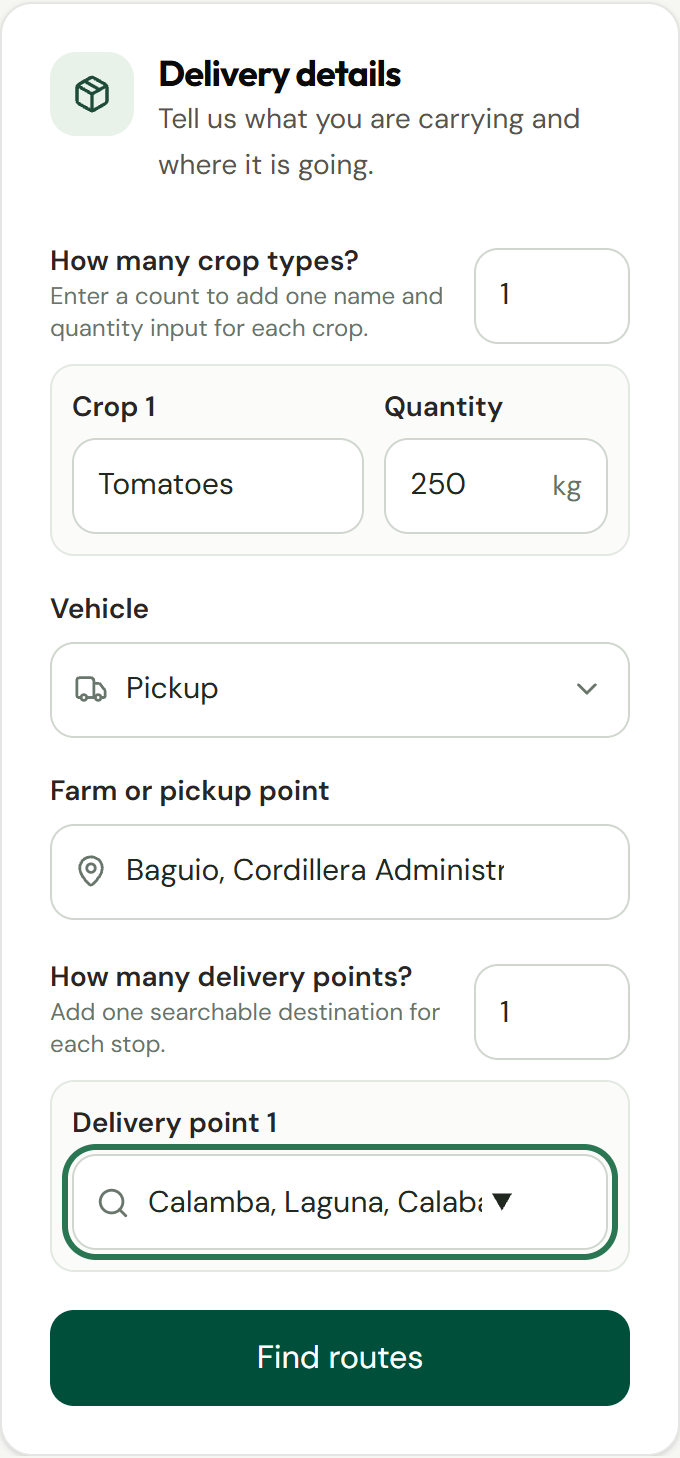 Delivery details
Tell us what you are carrying and
where it is going.
How many crop types?
Enter a count to add one name and
quantity input for each crop.
1
Crop 1
Quantity
Tomatoes
250
kg
Vehicle
Pickup
Farm or pickup point
Baguio, Cordillera Administr
How many delivery points?
Add one searchable destination for
each stop.
1
Delivery point 1
Calamba, Laguna, Calaba
Find routes